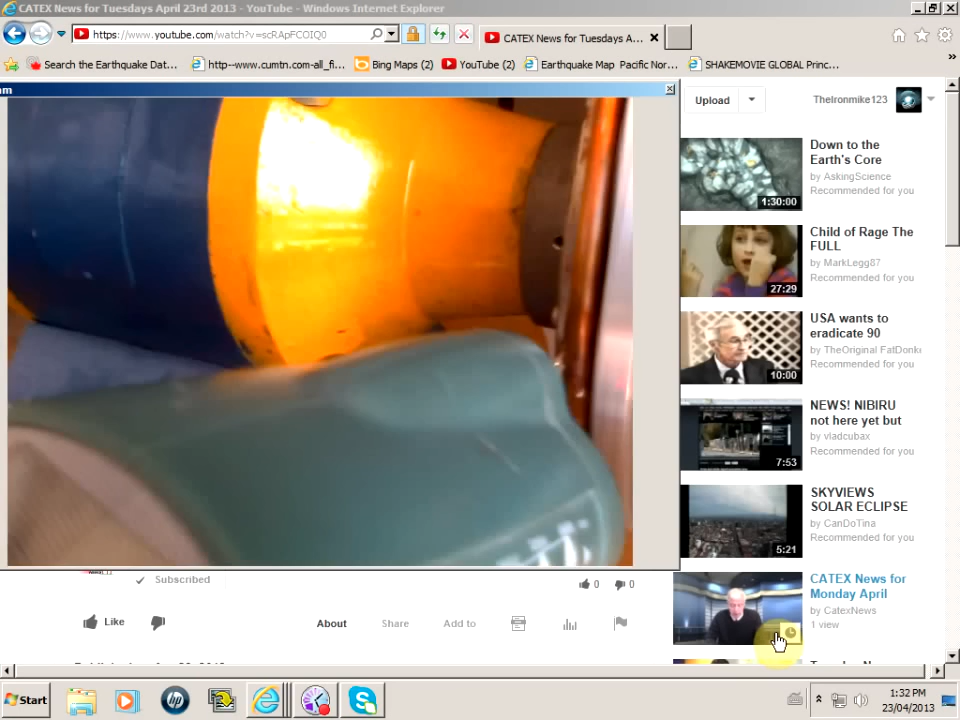 CATEX News for Tuesdays April 23rd 2013 - YouTube - Windows Internet Explorer
https://www.youtube.com/watch?v=scRApFCOIQ0
CATEX News for Tuesdays A...
Search the Earthquake Dat...
http--www.cumtn.com-all_fi...
Bing Maps (2)
YouTube (2)
Earthquake Map Pacific Nor...
SHAKEMOVIE GLOBAL Princ...
am
Upload
TheIronmike123
Down to the
Earth's Core
by AskingScience
Recommended for you
1:30:00
Child of Rage The
FULL
by MarkLegg87
Recommended for you
27:29
USA wants to
eradicate 90
by TheOriginal FatDonk
Recommended for you
10:00
NEWS! NIBIRU
not here yet but
by vladcubax
Recommended for you
7:53
SKYVIEWS
SOLAR ECLIPSE
by CanDoTina
Recommended for you
5:21
CATEX News for
Monday April
by CatexNews
1 view
Subscribed
0
0
Like
About
Share
Add to
Start
1:32 PM
23/04/2013